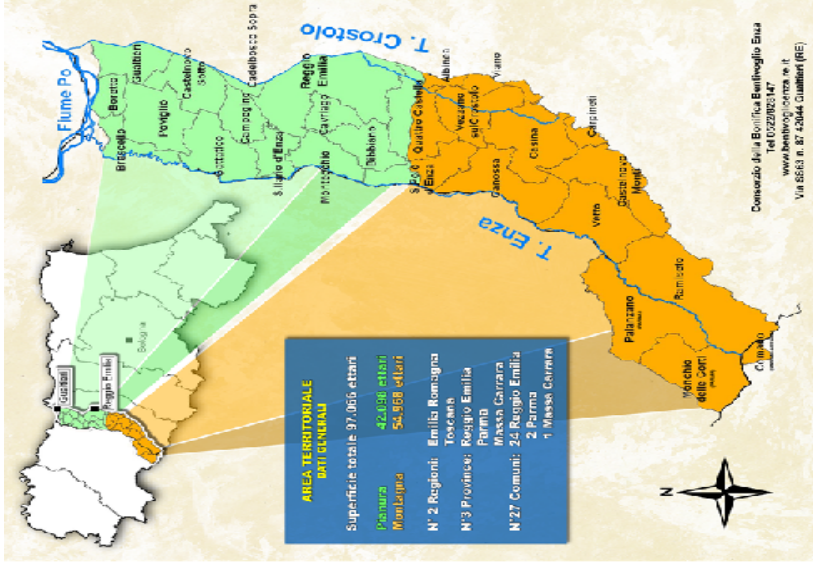 Fiume Po
T. Crostolo
T. Enza
Boretto
Gualtieri
Brescello
Poviglio
Castelnovo
Sotto
Cadelbosco Sopra
Gattatico
Campegine
S.Ilario d'Enza
Reggio
Emilia
Montecchio
Cavriago
Bibbiano
S.Polo
d'Enza
Quattro Castella
Albinea
Vezzano
sul Crostolo
Viano
Canossa
Casina
Carpineti
Vetto
Castelnovo
Monti
Ramiseto
Palanzano
Monchio
delle Corti
Comano
Gualtieri
Reggio Emilia
Bologna
AREA TERRITORIALE
DATI GENERALI
Superficie totale 97.066 ettari
Pianura 42.098 ettari
Montagna 54.968 ettari
N° 2 Regioni: Emilia Romagna
Toscana
N°3 Province: Reggio Emilia
Parma
Massa Carrara
N°27 Comuni: 24 Reggio Emilia
2 Parma
1 Massa Carrara
N
Consorzio della Bonifica Bentivoglio Enza
Tel 0522/828147
www.bentivoglioenza.re.it
Via SS63 n. 87 42044 Gualtieri (RE)